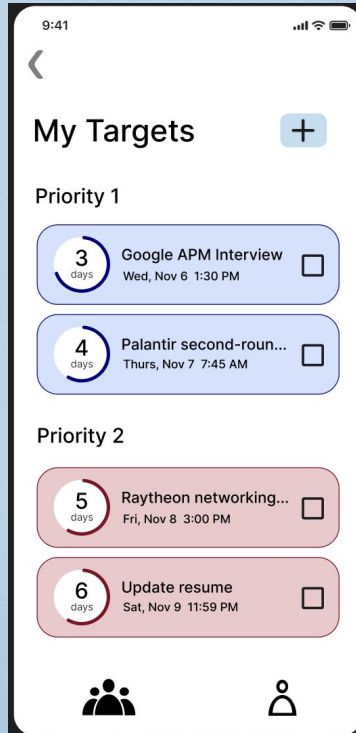 9:41
My Targets
+
Priority 1
3
days
Google APM Interview
Wed, Nov 6 1:30 PM
4
days
Palantir second-roun...
Thurs, Nov 7 7:45 AM
Priority 2
5
days
Raytheon networking...
Fri, Nov 8 3:00 PM
6
days
Update resume
Sat, Nov 9 11:59 PM